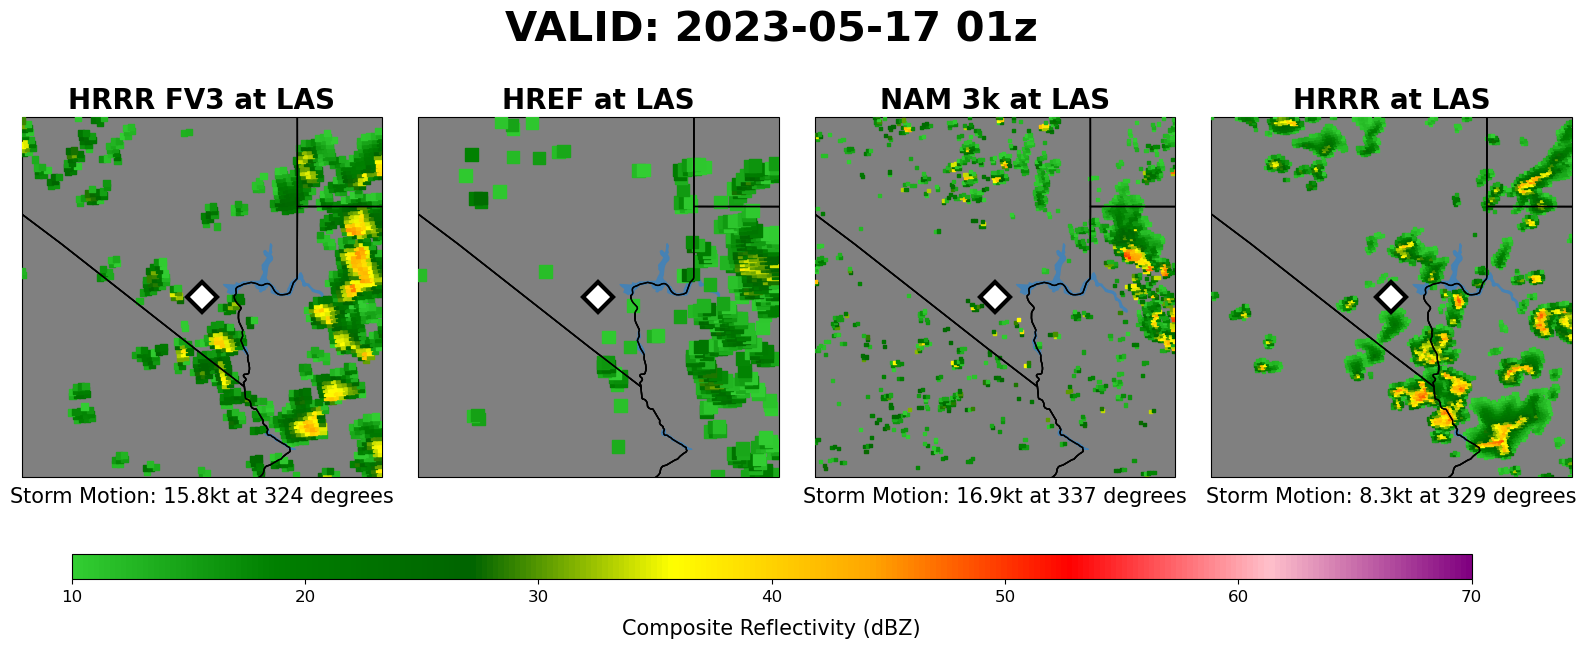 VALID: 2023-05-17 01z
HRRR FV3 at LAS
HREF at LAS
NAM 3k at LAS
HRRR at LAS
Storm Motion: 15.8kt at 324 degrees
Storm Motion: 16.9kt at 337 degrees
Storm Motion: 8.3kt at 329 degrees
10 20 30 40 50 60 70
Composite Reflectivity (dBZ)